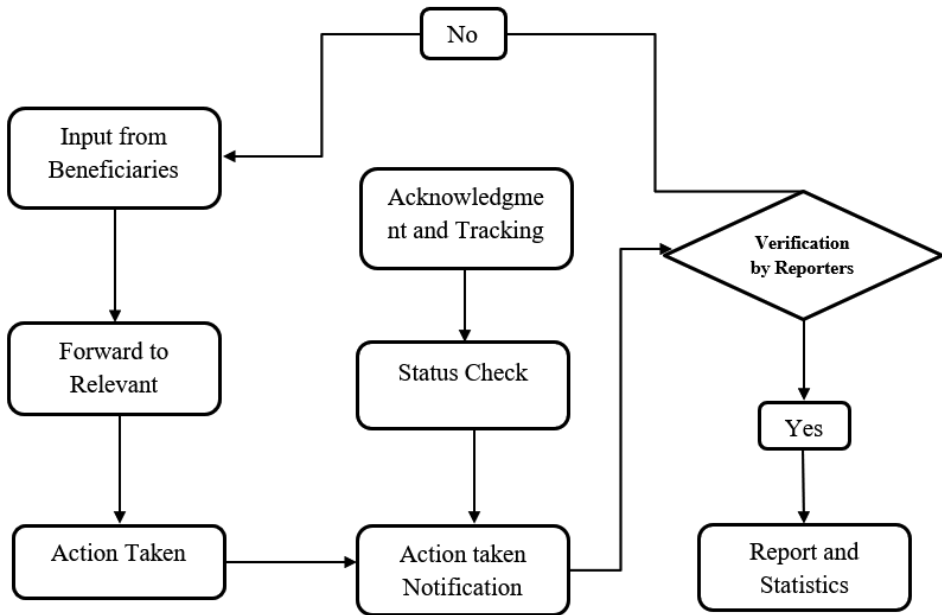 No
Input from
Beneficiaries
Acknowledgme
nt and Tracking
Verification
by Reporters
Forward to
Relevant
Status Check
Yes
Action Taken
Action taken
Notification
Report and
Statistics